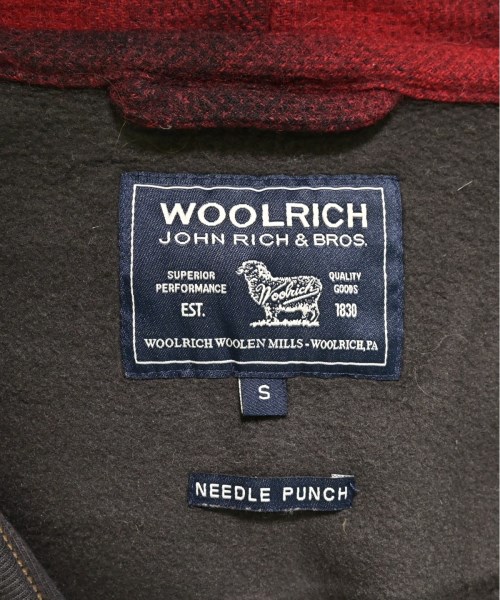 WOOLRICH
JOHN RICH & BROS.
SUPERIOR
PERFORMANCE
EST.
Woolrich
QUALITY
GOODS
1830
WOOLRICH WOOLEN MILLS - WOOLRICH, PA
S
NEEDLE PUNCH